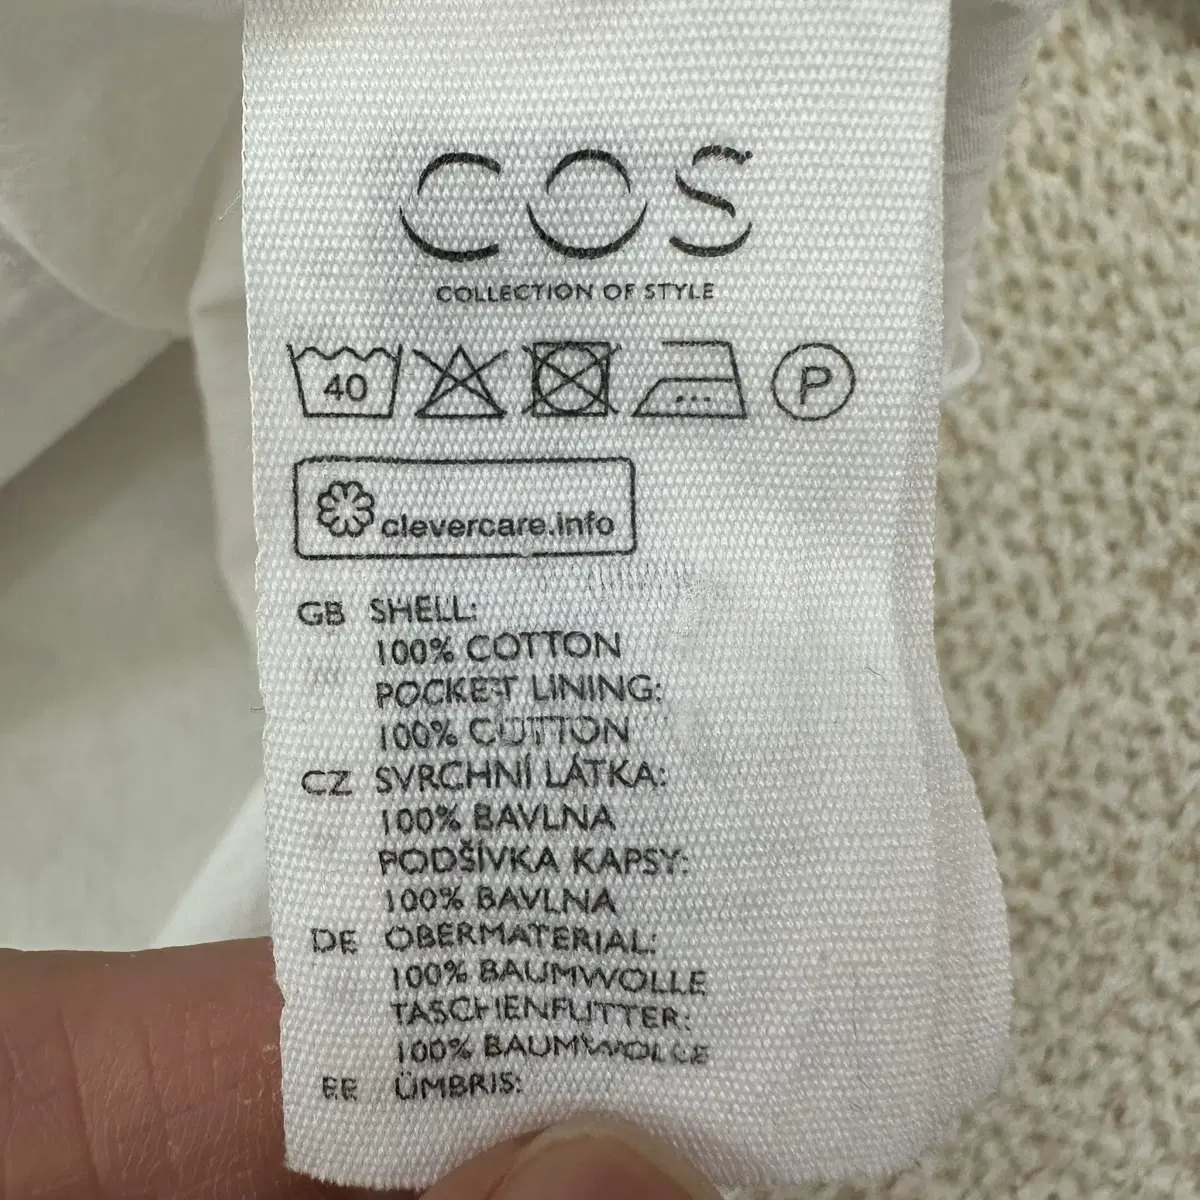 COS
COLLECTION OF STYLE
40 P
clevercare.info
GB SHELL:
100% COTTON
POCKET LINING:
100% COTTON
CZ SVRCHNÍ LÁTKA:
100% BAVLNA
PODŠÍVKA KAPSY:
100% BAVLNA
DE OBERMATERIAL:
100% BAUMWOLLE
TASCHENFUTTER:
100% BAUMWOLLE
EE ÜMBRIS: